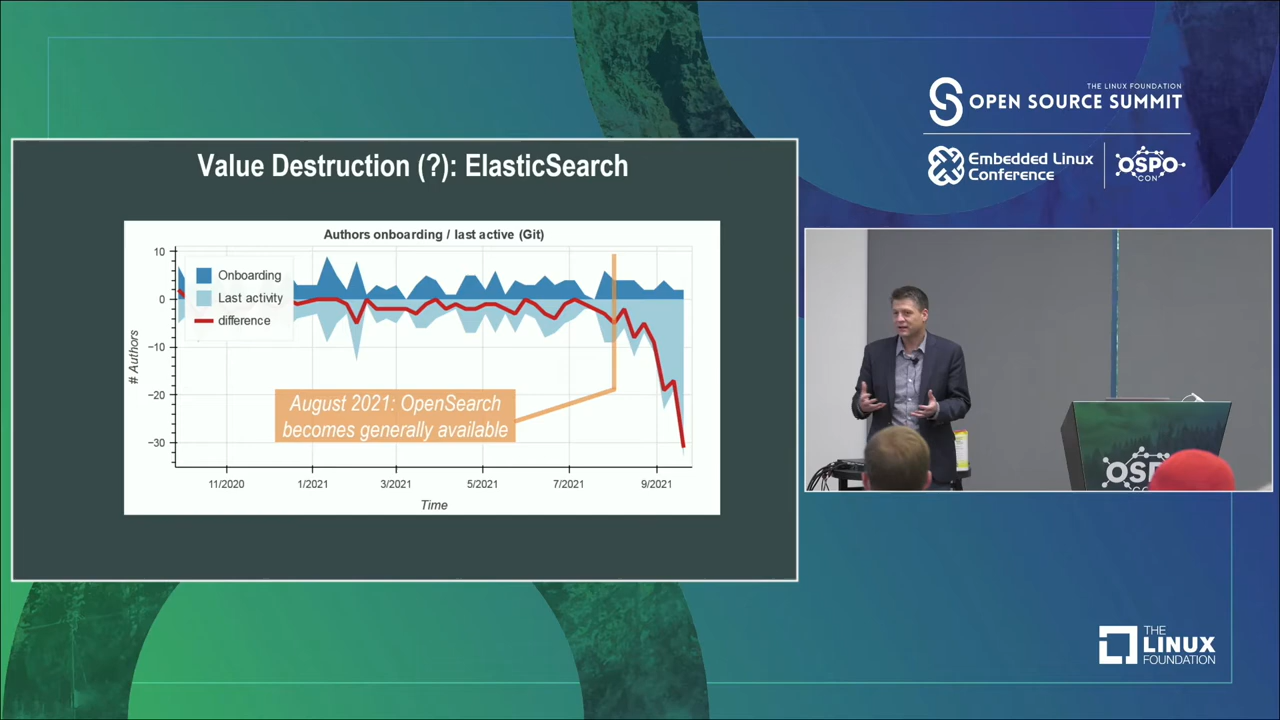 THE LINUX FOUNDATION
OPEN SOURCE SUMMIT
Embedded Linux
Conference
OSPO
CON
Value Destruction (?): ElasticSearch
Authors onboarding / last active (Git)
Onboarding
Last activity
difference
10
0
−10
−20
−30
# Authors
August 2021: OpenSearch
becomes generally available
11/2020
1/2021
3/2021
5/2021
7/2021
9/2021
Time
OSPO
THE
LINUX
FOUNDATION